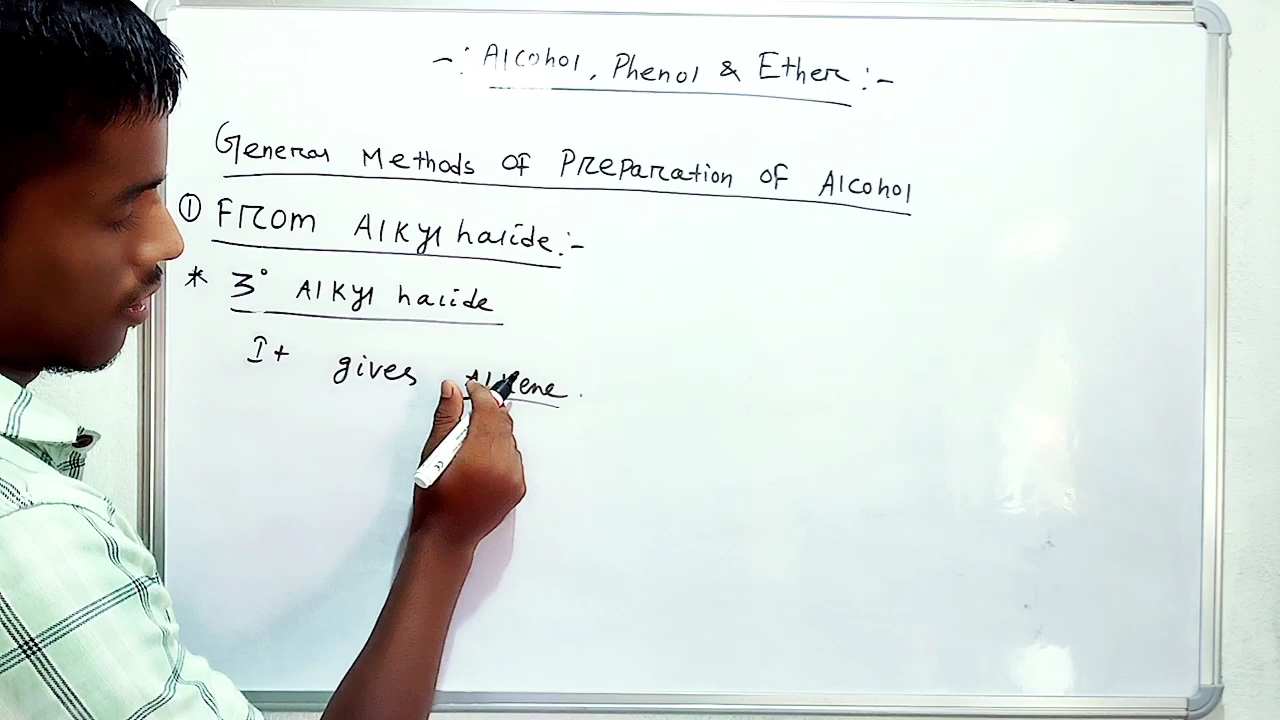 -: Alcohol, Phenol & Ether :-
General Methods of Preparation of Alcohol
① From Alkyl halide :-
* 3° Alkyl halide
It gives Alkene.